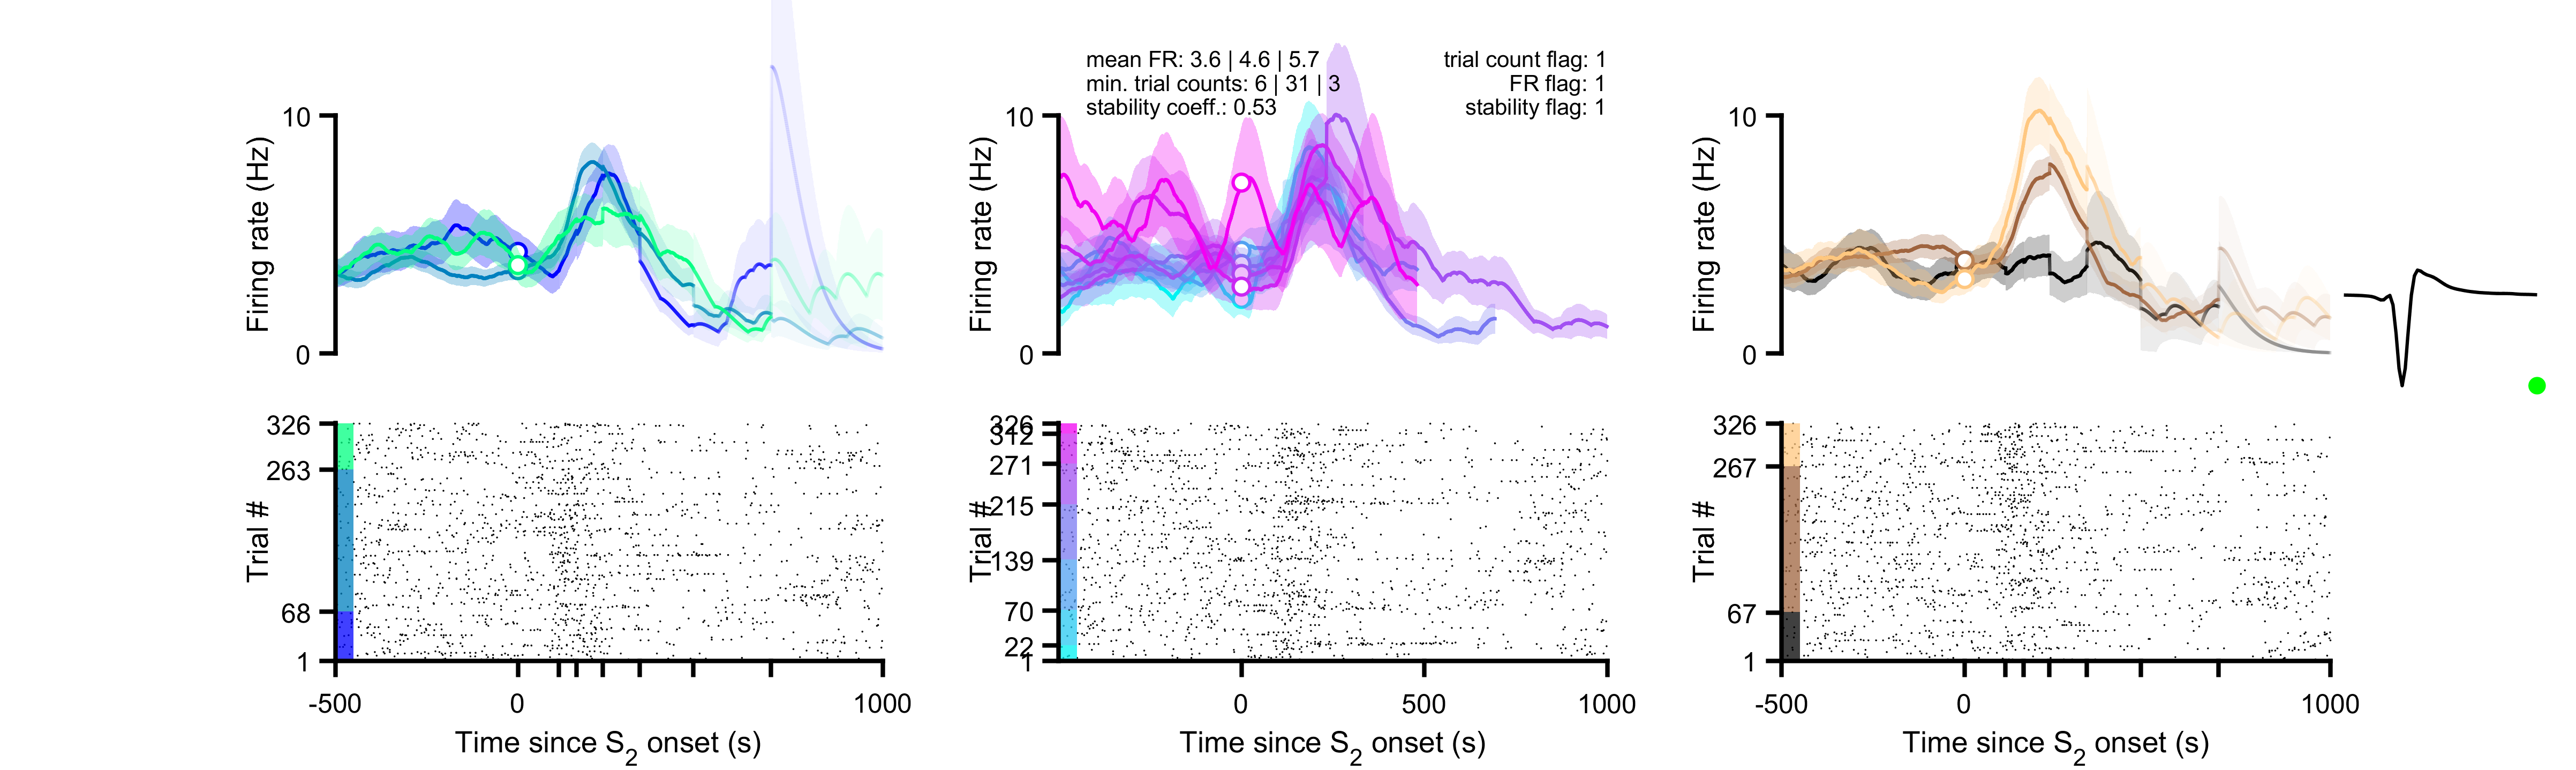 mean FR: 3.6 | 4.6 | 5.7
min. trial counts: 6 | 31 | 3
stability coeff.: 0.53
trial count flag: 1
FR flag: 1
stability flag: 1
Firing rate (Hz)
10
0
Firing rate (Hz)
10
0
Firing rate (Hz)
10
0
Trial #
326
263
68
1
-500
0
1000
Time since S2 onset (s)
Trial #
326
312
271
215
139
70
22
1
0
500
1000
Time since S2 onset (s)
Trial #
326
267
67
1
-500
0
1000
Time since S2 onset (s)